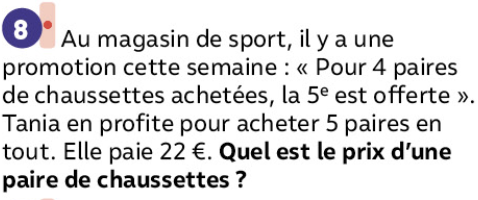 8 Au magasin de sport, il y a une
promotion cette semaine : « Pour 4 paires
de chaussettes achetées, la 5e est offerte ».
Tania en profite pour acheter 5 paires en
tout. Elle paie 22 €. Quel est le prix d’une
paire de chaussettes ?